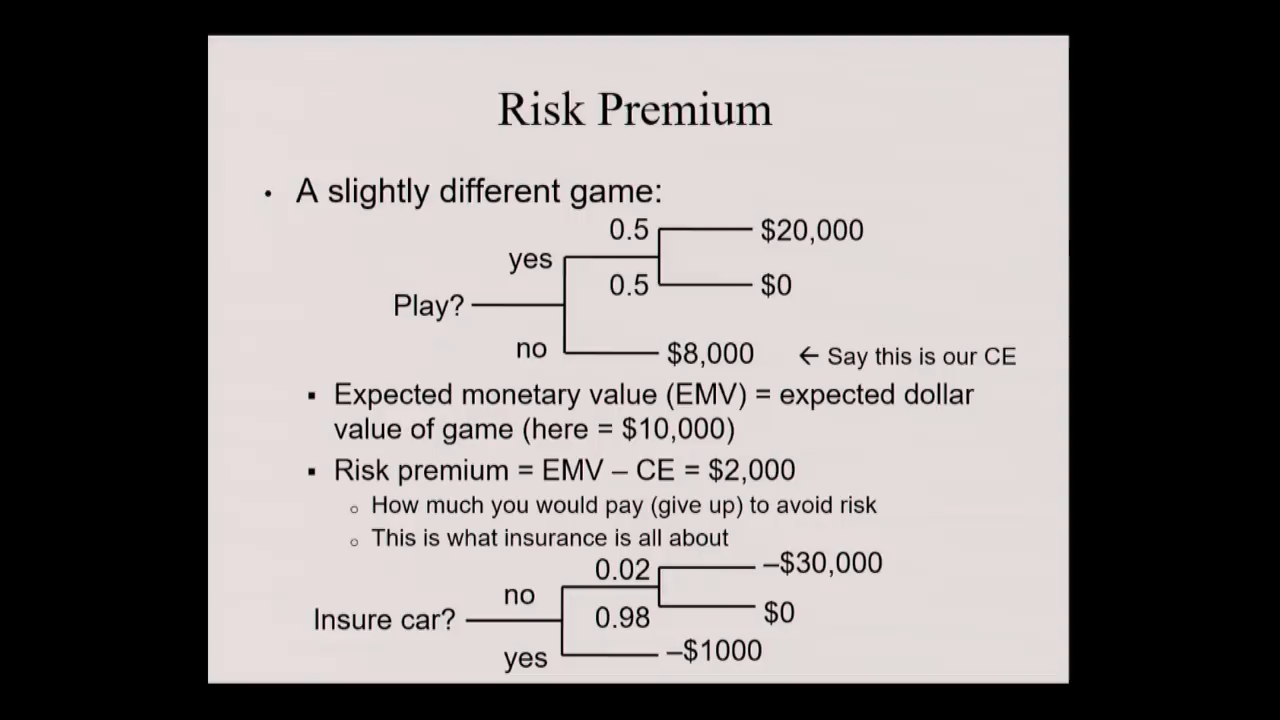 Risk Premium
• A slightly different game:
0.5 $20,000
yes
0.5 $0
Play?
no $8,000 ← Say this is our CE
▪ Expected monetary value (EMV) = expected dollar
value of game (here = $10,000)
▪ Risk premium = EMV – CE = $2,000
○ How much you would pay (give up) to avoid risk
○ This is what insurance is all about
0.02 –$30,000
no
0.98 $0
Insure car?
yes –$1000